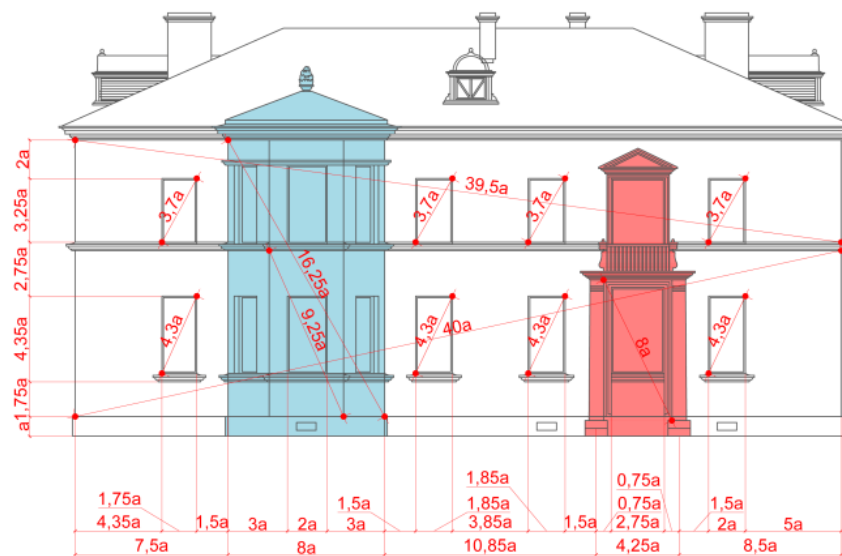 2a
3,25a
2,75a
4,35a
1,75a
a
39,5a
3,7a
3,7a
3,7a
3,7a
16,25a
9,25a
40a
4,3a
4,3a
4,3a
4,3a
8a
1,75a
4,35a
1,5a
3a
2a
3a
1,5a
1,85a
1,85a
3,85a
1,5a
0,75a
0,75a
2,75a
1,5a
2a
5a
7,5a
8a
10,85a
4,25a
8,5a